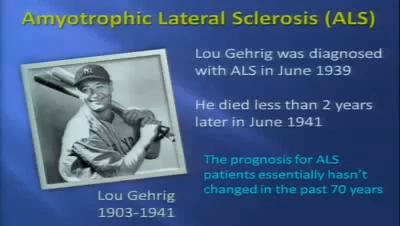 Amyotrophic Lateral Sclerosis (ALS)
Lou Gehrig was diagnosed
with ALS in June 1939
He died less than 2 years
later in June 1941
The prognosis for ALS
patients essentially hasn't
changed in the past 70 years
Lou Gehrig
1903-1941